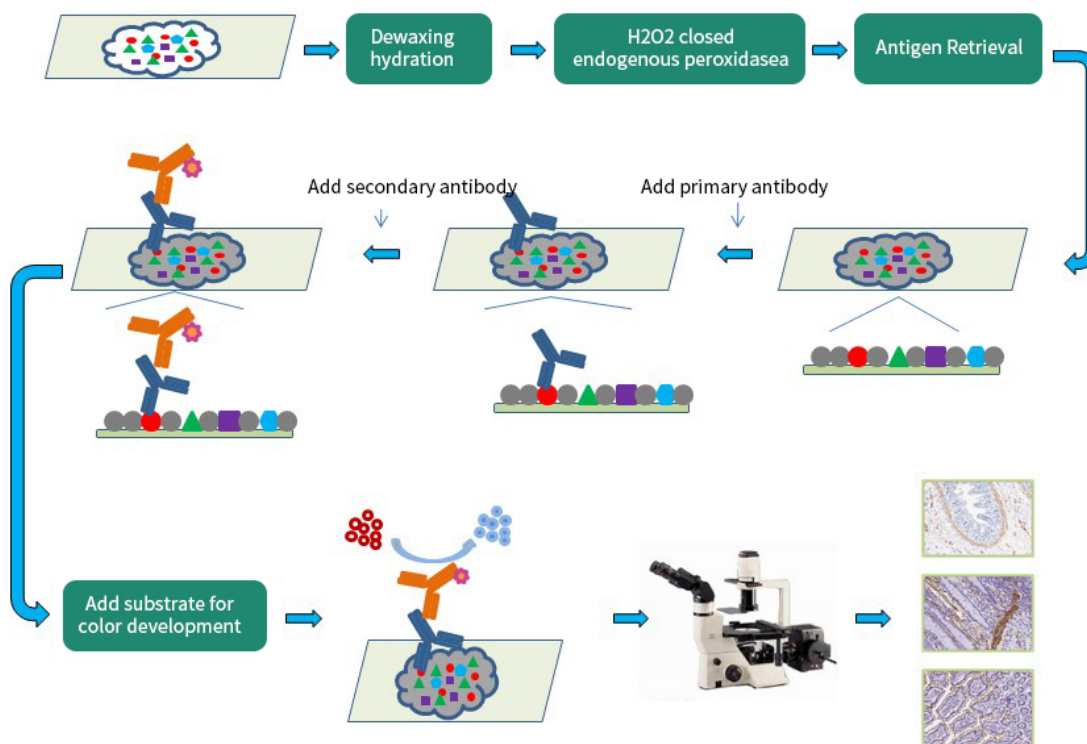 Dewaxing
hydration
H2O2 closed
endogenous peroxidasea
Antigen Retrieval
Add secondary antibody
Add primary antibody
Add substrate for
color development